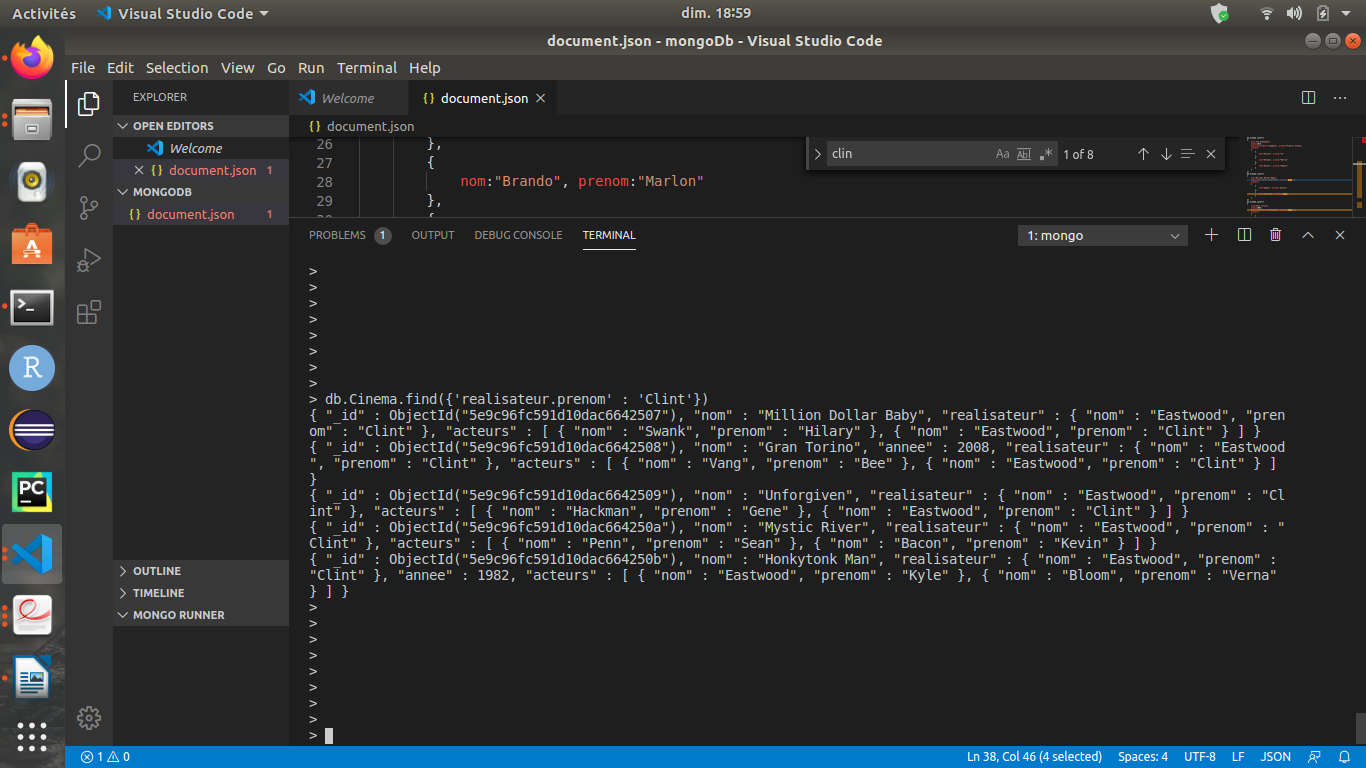 Activités Visual Studio Code dim. 18:59
document.json - mongoDb - Visual Studio Code
File Edit Selection View Go Run Terminal Help
EXPLORER
OPEN EDITORS
Welcome
document.json 1
MONGODB
document.json 1
OUTLINE
TIMELINE
MONGO RUNNER
Welcome {} document.json
{} document.json
clin Aa Abl .* 1 of 8
26 },
27 {
28 nom:"Brando", prenom:"Marlon"
29 },
PROBLEMS 1 OUTPUT DEBUG CONSOLE TERMINAL 1: mongo
>
>
>
>
>
>
>
>
> db.Cinema.find({'realisateur.prenom' : 'Clint'})
{ "_id" : ObjectId("5e9c96fc591d10dac6642507"), "nom" : "Million Dollar Baby", "realisateur" : { "nom" : "Eastwood", "pren
om" : "Clint" }, "acteurs" : [ { "nom" : "Swank", "prenom" : "Hilary" }, { "nom" : "Eastwood", "prenom" : "Clint" } ] }
{ "_id" : ObjectId("5e9c96fc591d10dac6642508"), "nom" : "Gran Torino", "annee" : 2008, "realisateur" : { "nom" : "Eastwood
", "prenom" : "Clint" }, "acteurs" : [ { "nom" : "Vang", "prenom" : "Bee" }, { "nom" : "Eastwood", "prenom" : "Clint" } ]
}
{ "_id" : ObjectId("5e9c96fc591d10dac6642509"), "nom" : "Unforgiven", "realisateur" : { "nom" : "Eastwood", "prenom" : "Cl
int" }, "acteurs" : [ { "nom" : "Hackman", "prenom" : "Gene" }, { "nom" : "Eastwood", "prenom" : "Clint" } ] }
{ "_id" : ObjectId("5e9c96fc591d10dac664250a"), "nom" : "Mystic River", "realisateur" : { "nom" : "Eastwood", "prenom" : "
Clint" }, "acteurs" : [ { "nom" : "Penn", "prenom" : "Sean" }, { "nom" : "Bacon", "prenom" : "Kevin" } ] }
{ "_id" : ObjectId("5e9c96fc591d10dac664250b"), "nom" : "Honkytonk Man", "realisateur" : { "nom" : "Eastwood", "prenom" :
"Clint" }, "annee" : 1982, "acteurs" : [ { "nom" : "Eastwood", "prenom" : "Kyle" }, { "nom" : "Bloom", "prenom" : "Verna"
} ] }
>
>
>
>
>
>
>
>
>
1 0 Ln 38, Col 46 (4 selected) Spaces: 4 UTF-8 LF JSON